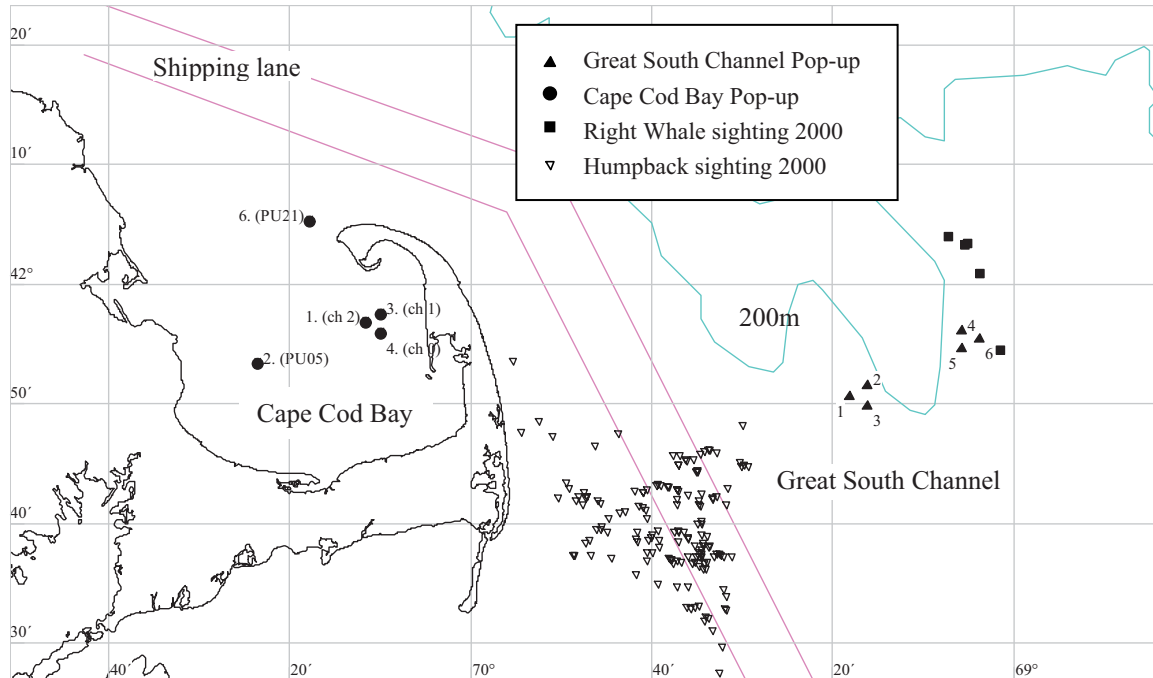 20´
Shipping lane
Great South Channel Pop-up
Cape Cod Bay Pop-up
Right Whale sighting 2000
Humpback sighting 2000
10´
6. (PU21)
42°
1. (ch 2)
3. (ch 1)
4. (ch 0)
2. (PU05)
200m
4
5
6
2
1
3
50´
Cape Cod Bay
Great South Channel
40´
30´
40´
20´
70°
40´
20´
69°